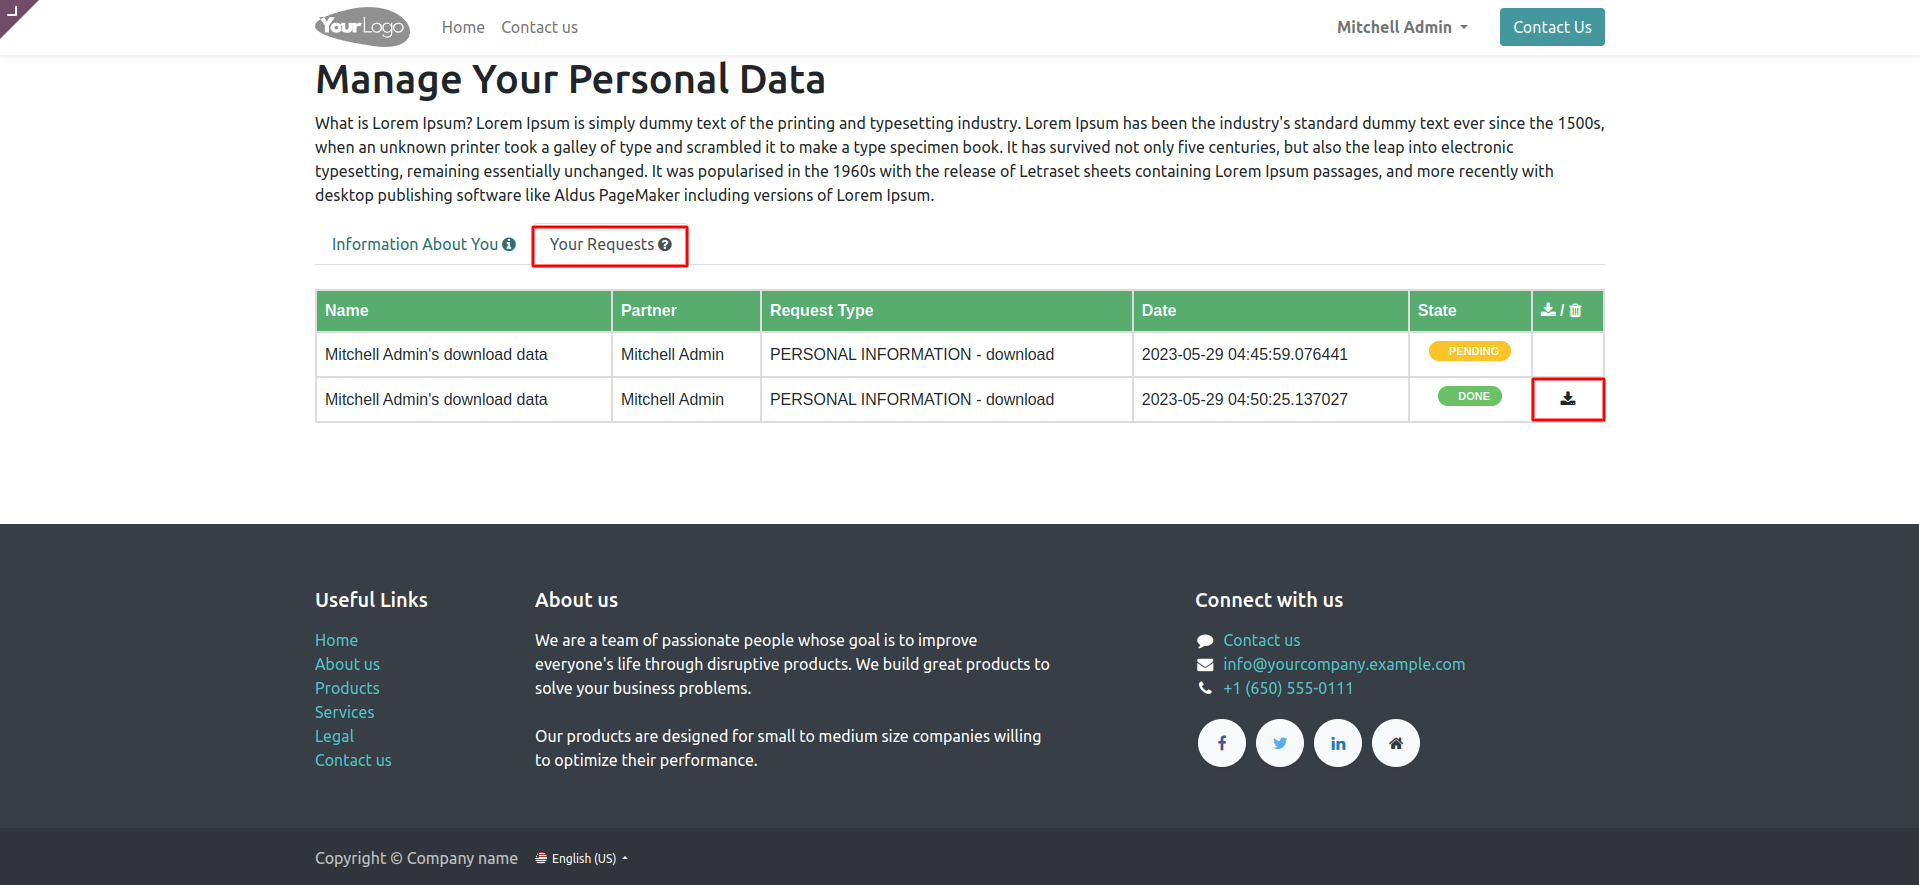 YourLogo Home Contact us Mitchell Admin Contact Us
Manage Your Personal Data
What is Lorem Ipsum? Lorem Ipsum is simply dummy text of the printing and typesetting industry. Lorem Ipsum has been the industry's standard dummy text ever since the 1500s,
when an unknown printer took a galley of type and scrambled it to make a type specimen book. It has survived not only five centuries, but also the leap into electronic
typesetting, remaining essentially unchanged. It was popularised in the 1960s with the release of Letraset sheets containing Lorem Ipsum passages, and more recently with
desktop publishing software like Aldus PageMaker including versions of Lorem Ipsum.
Information About You Your Requests
Name Partner Request Type Date State /
Mitchell Admin's download data Mitchell Admin PERSONAL INFORMATION - download 2023-05-29 04:45:59.076441 PENDING
Mitchell Admin's download data Mitchell Admin PERSONAL INFORMATION - download 2023-05-29 04:50:25.137027 DONE
Useful Links
Home
About us
Products
Services
Legal
Contact us
About us
We are a team of passionate people whose goal is to improve
everyone's life through disruptive products. We build great products to
solve your business problems.
Our products are designed for small to medium size companies willing
to optimize their performance.
Connect with us
Contact us
info@yourcompany.example.com
+1 (650) 555-0111
Copyright © Company name English (US)